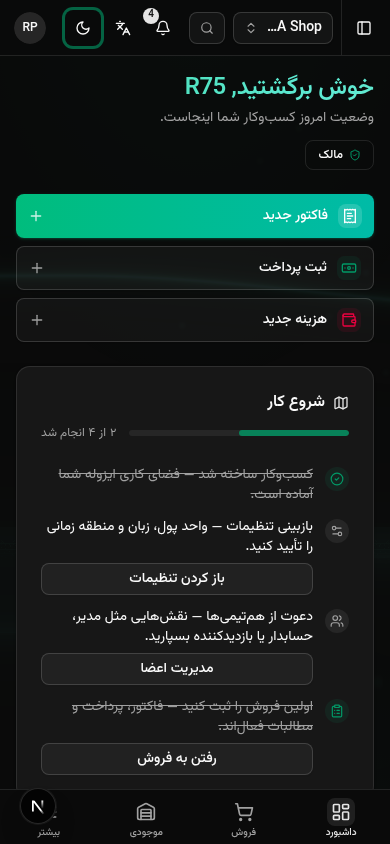 A Shop...
4
RP
خوش برگشتید, R75
وضعیت امروز کسب‌وکار شما اینجاست.
مالک
فاکتور جدید
ثبت پرداخت
هزینه جدید
شروع کار
۲ از ۴ انجام شد
کسب‌وکار ساخته شد — فضای کاری ایزوله شما
آماده است.
بازبینی تنظیمات — واحد پول، زبان و منطقه زمانی
را تأیید کنید.
باز کردن تنظیمات
دعوت از هم‌تیمی‌ها — نقش‌هایی مثل مدیر،
حسابدار یا بازدیدکننده بسپارید.
مدیریت اعضا
اولین فروش را ثبت کنید — فاکتور، پرداخت و
مطالبات فعال‌اند.
رفتن به فروش
داشبورد
فروش
موجودی
بیشتر
N